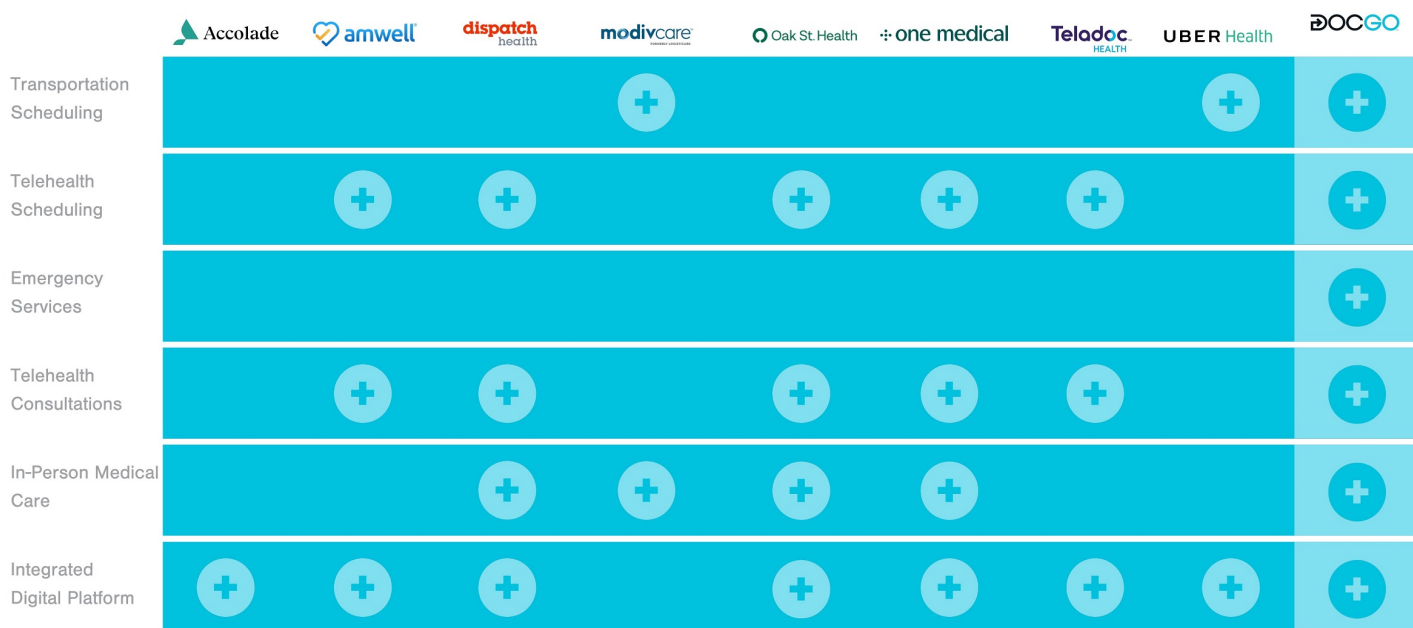 Accolade amwell dispatch health modivcare Oak St. Health one medical Teladoc HEALTH UBER Health DOCGO
Transportation
Scheduling
Telehealth
Scheduling
Emergency
Services
Telehealth
Consultations
In-Person Medical
Care
Integrated
Digital Platform